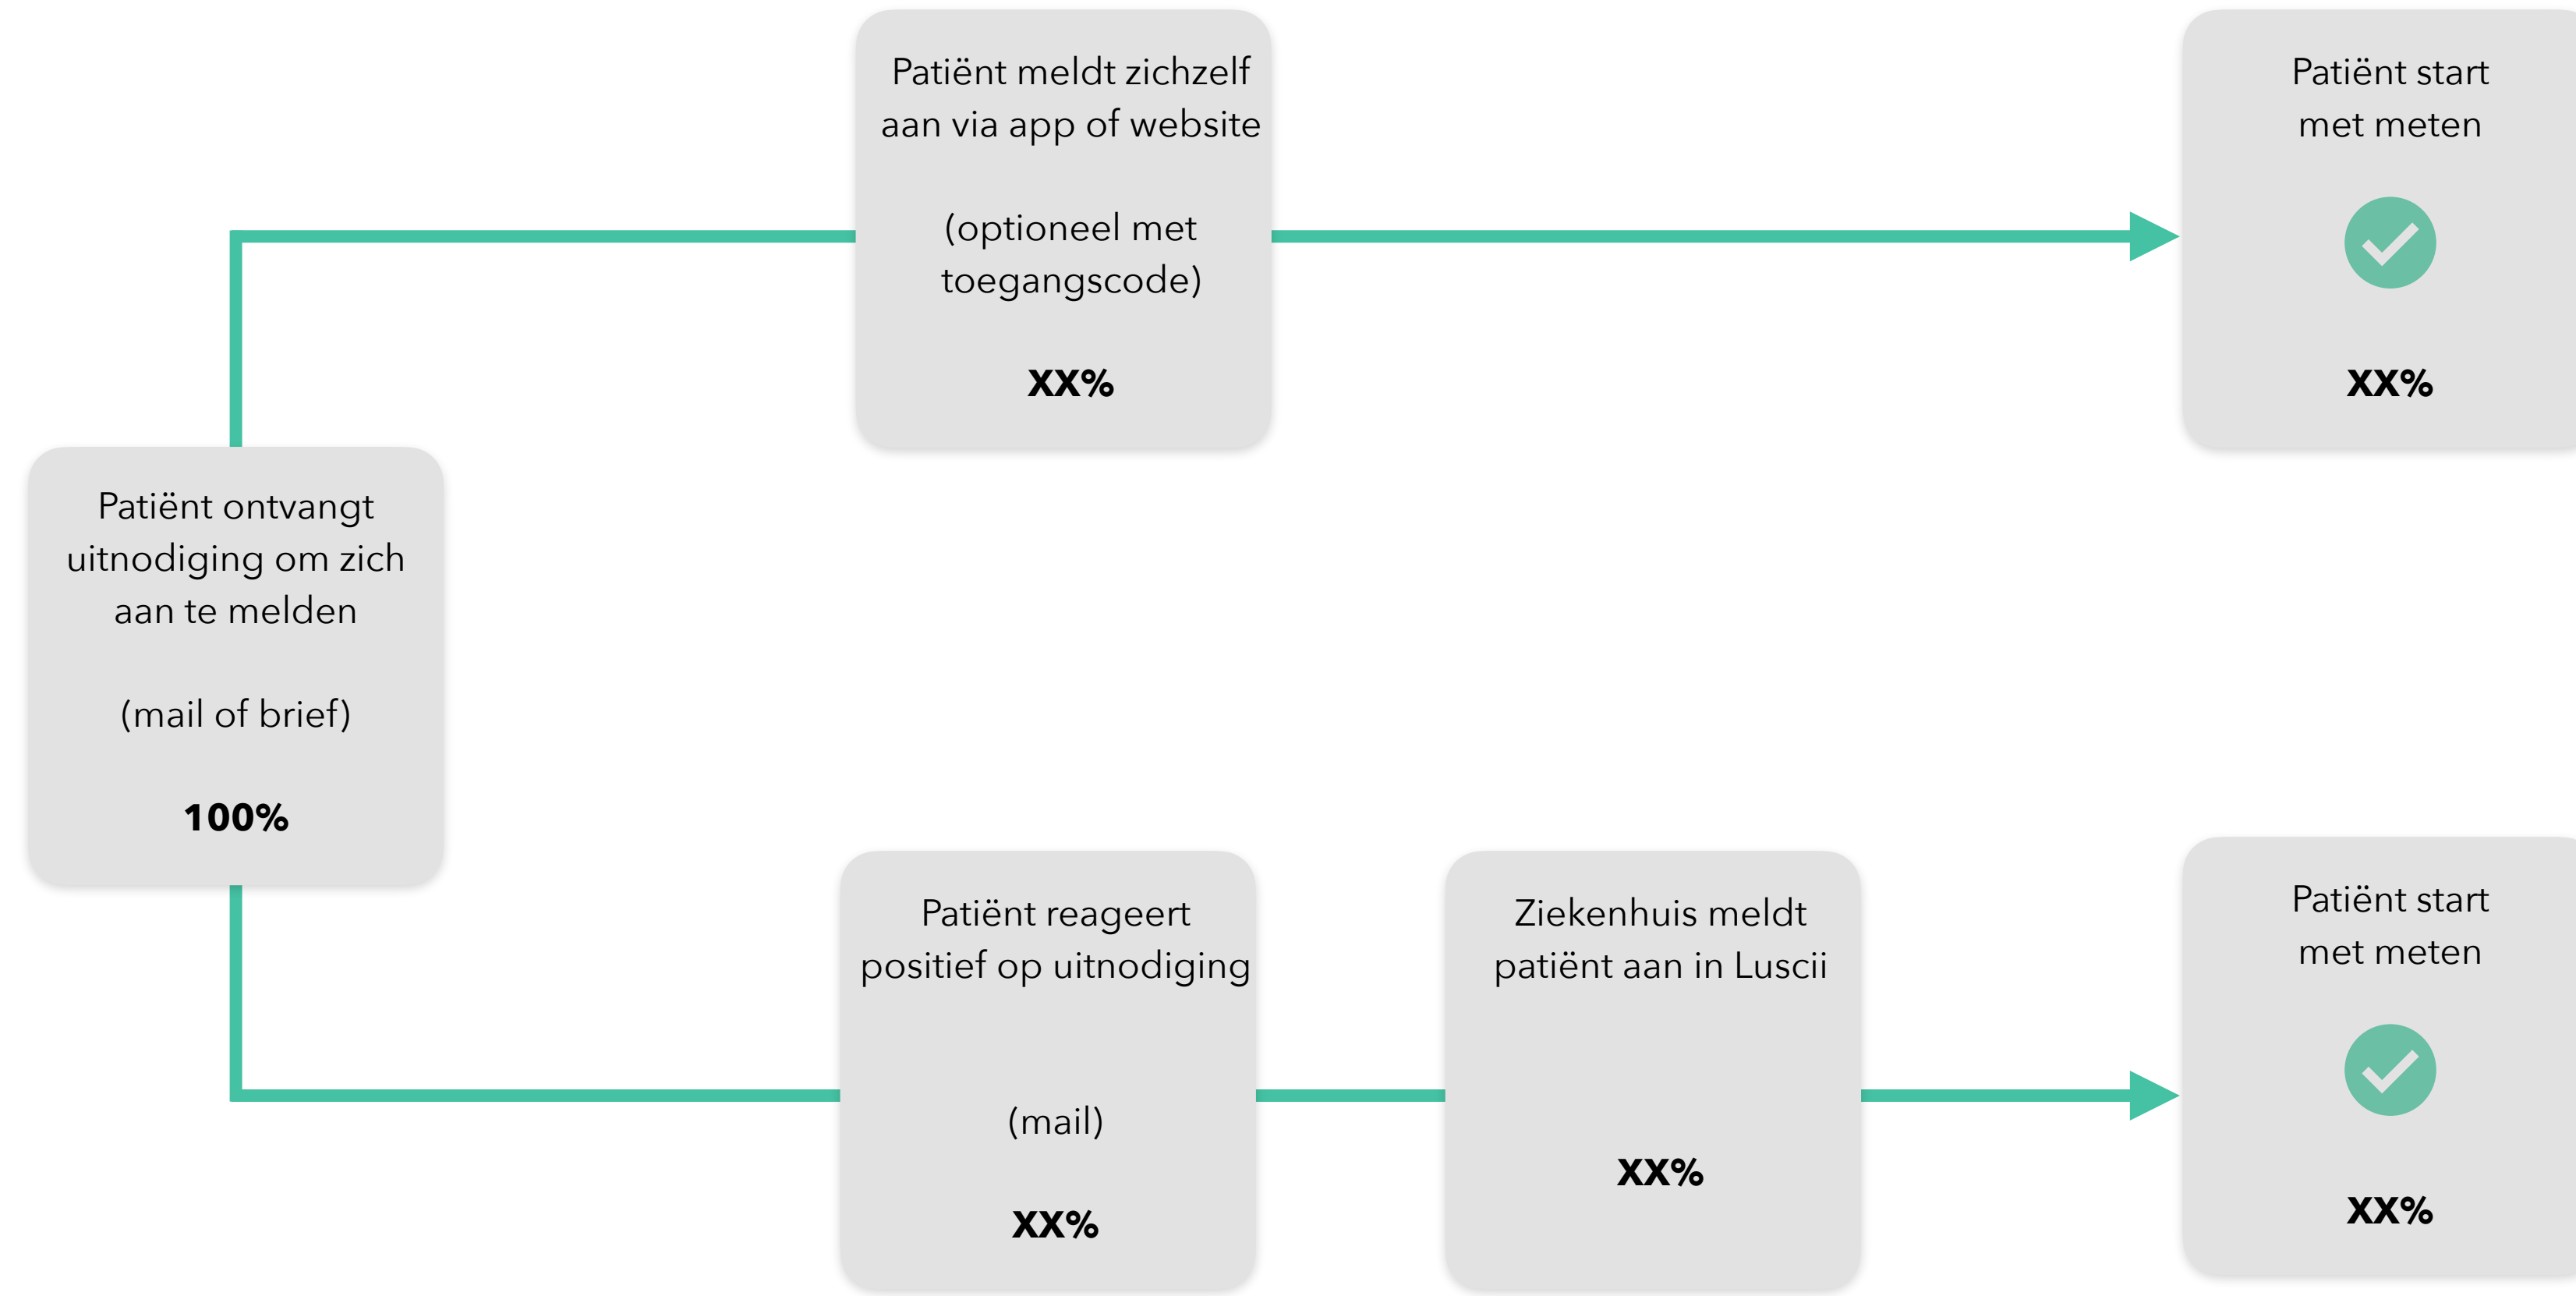 Patiënt meldt zichzelf
aan via app of website
(optioneel met
toegangscode)
XX%
Patiënt start
met meten
XX%
Patiënt ontvangt
uitnodiging om zich
aan te melden
(mail of brief)
100%
Patiënt reageert
positief op uitnodiging
(mail)
XX%
Ziekenhuis meldt
patiënt aan in Luscii
XX%
Patiënt start
met meten
XX%